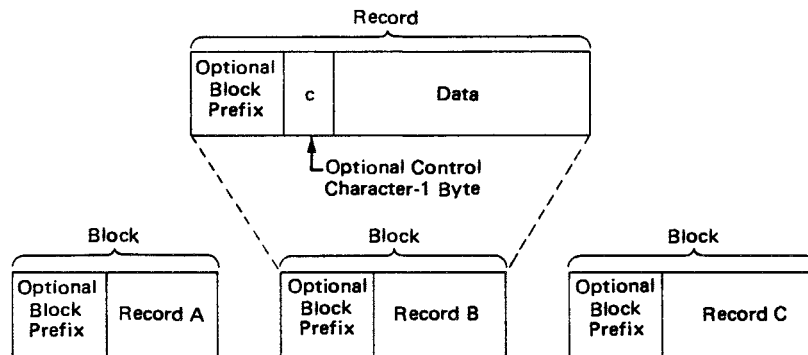 Record
Optional
Block
Prefix
c
Data
Optional Control
Character-1 Byte
Block
Block
Block
Optional
Block
Prefix
Record A
Optional
Block
Prefix
Record B
Optional
Block
Prefix
Record C